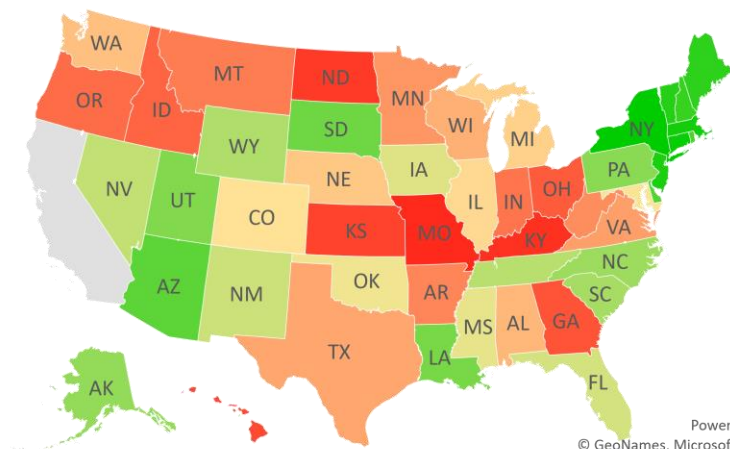 WA
MT
ND
MN
OR
ID
WI
NY
SD
MI
WY
PA
IA
NE
NV
IL
IN
OH
UT
CO
VA
KS
MO
KY
NC
OK
AZ
NM
AR
SC
MS
AL
GA
TX
LA
AK
FL
Power
© GeoNames, Microsof